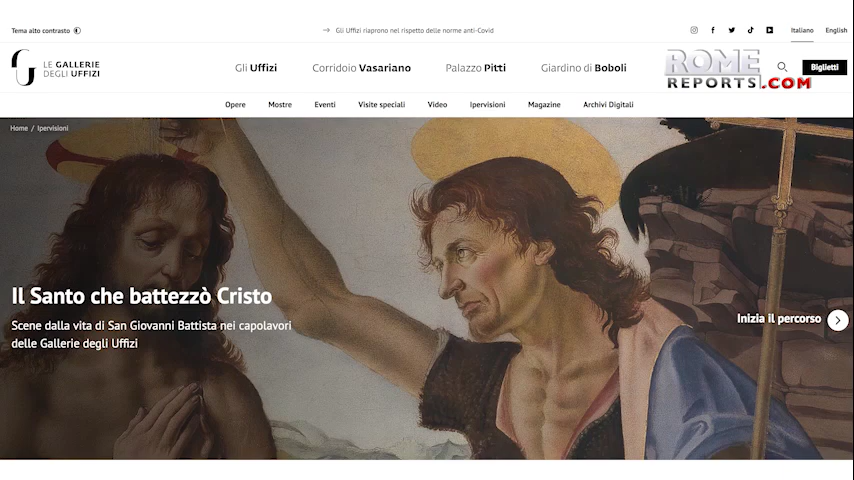 Tema alto contrasto
Gli Uffizi riaprono nel rispetto delle norme anti-Covid
Italiano
English
LE GALLERIE
DEGLI UFFIZI
Gli Uffizi
Corridoio Vasariano
Palazzo Pitti
Giardino di Boboli
ROME
REPORTS.COM
Biglietti
Opere
Mostre
Eventi
Visite speciali
Video
Ipervisioni
Magazine
Archivi Digitali
Home / Ipervisioni
Il Santo che battezzò Cristo
Scene dalla vita di San Giovanni Battista nei capolavori
delle Gallerie degli Uffizi
Inizia il percorso